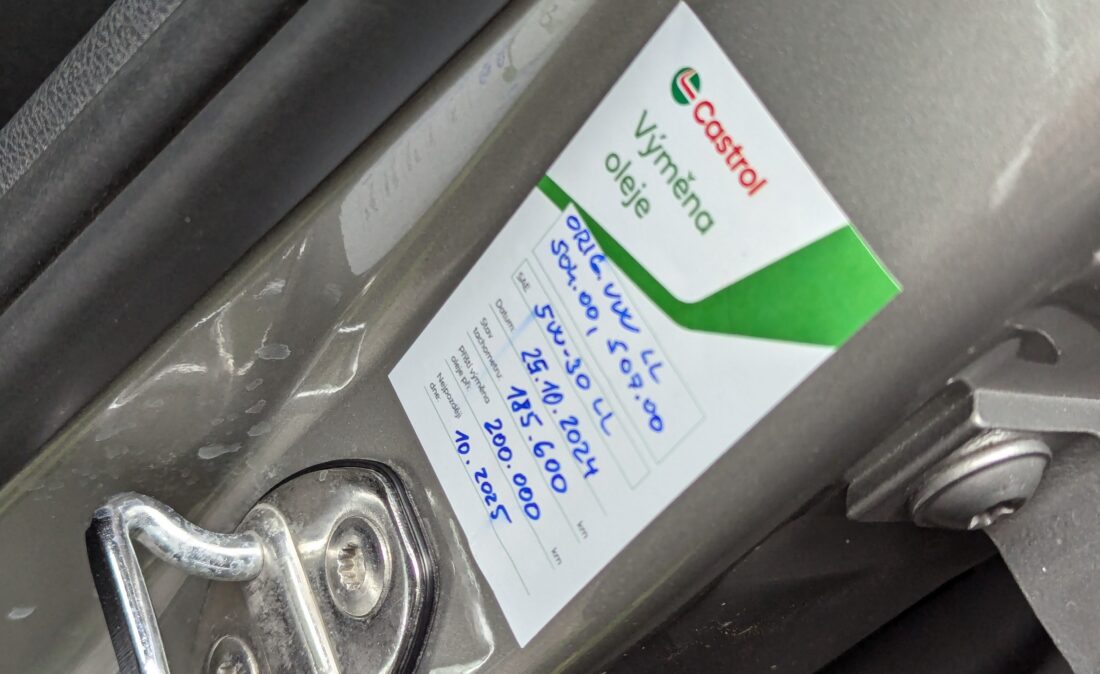 Castrol
Výměna
oleje
ORIG. VW LL
504.00, 507.00
SAE 5W-30 LL
Datum: 25.10.2024
Stav
tachometru: 185.600 km
Příští výměna
oleje při: 200.000 km
Nejpozději
dne: 10.2025